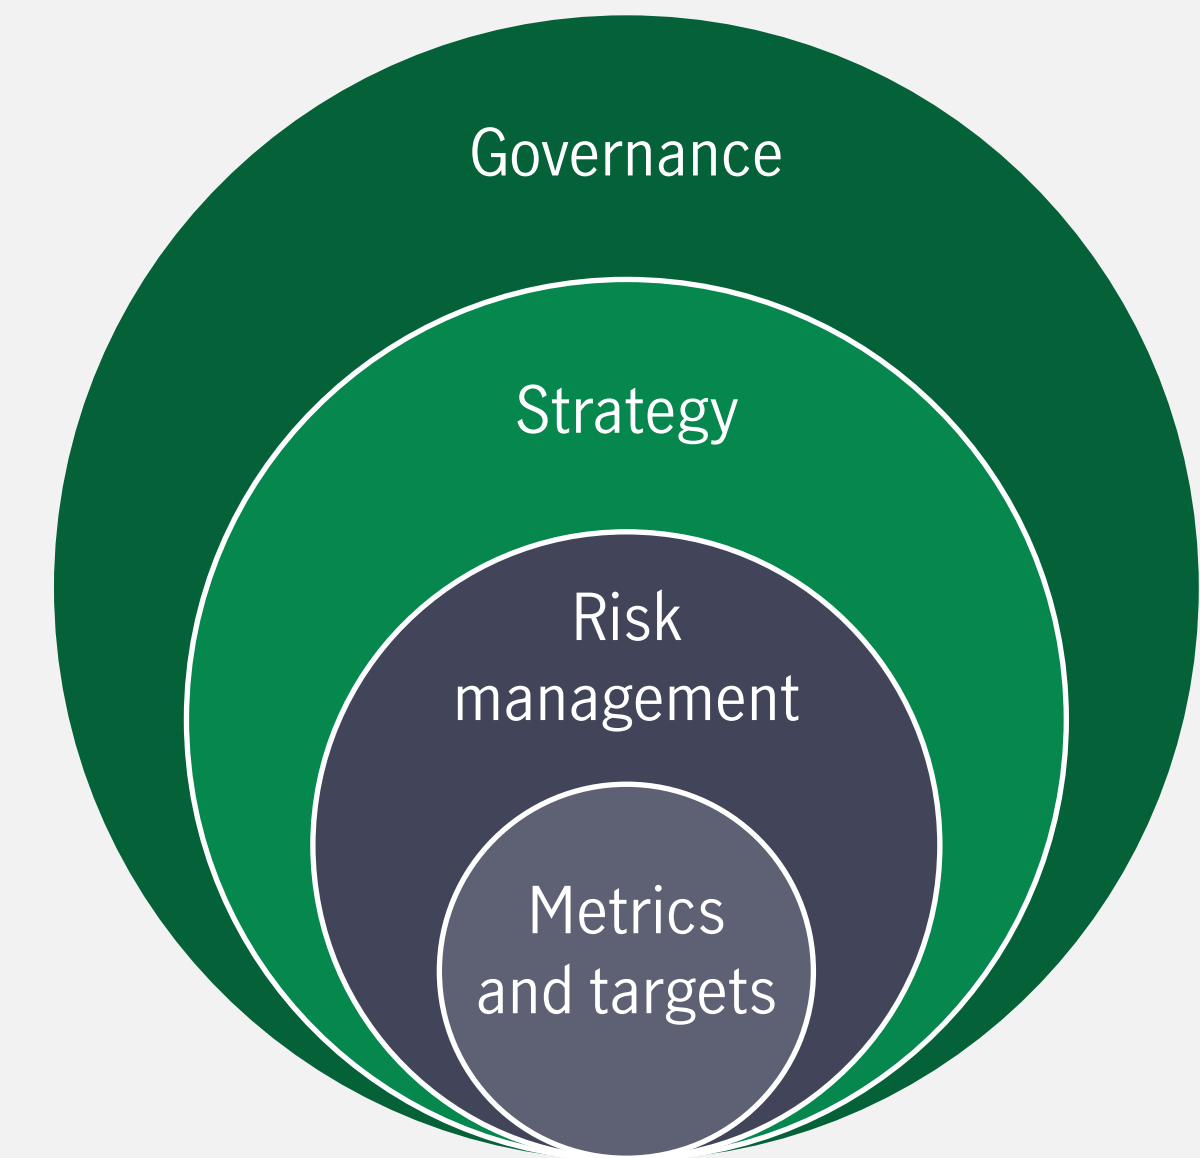 Governance
Strategy
Risk
management
Metrics
and targets